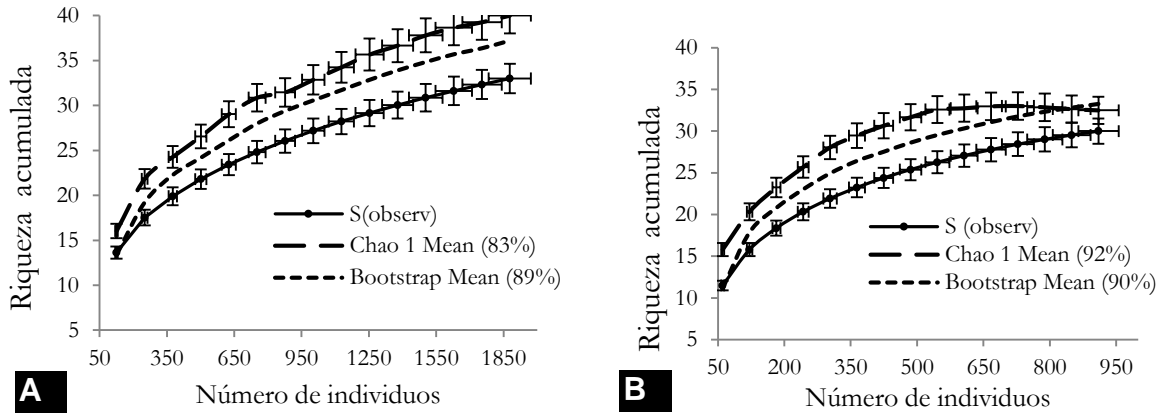 40
35
30
25
20
15
10
5
Riqueza acumulada
S(observ)
Chao 1 Mean (83%)
Bootstrap Mean (89%)
50 350 650 950 1250 1550 1850
Número de individuos
A
40
35
30
25
20
15
10
5
Riqueza acumulada
S (observ)
Chao 1 Mean (92%)
Bootstrap Mean (90%)
50 200 350 500 650 800 950
Número de individuos
B